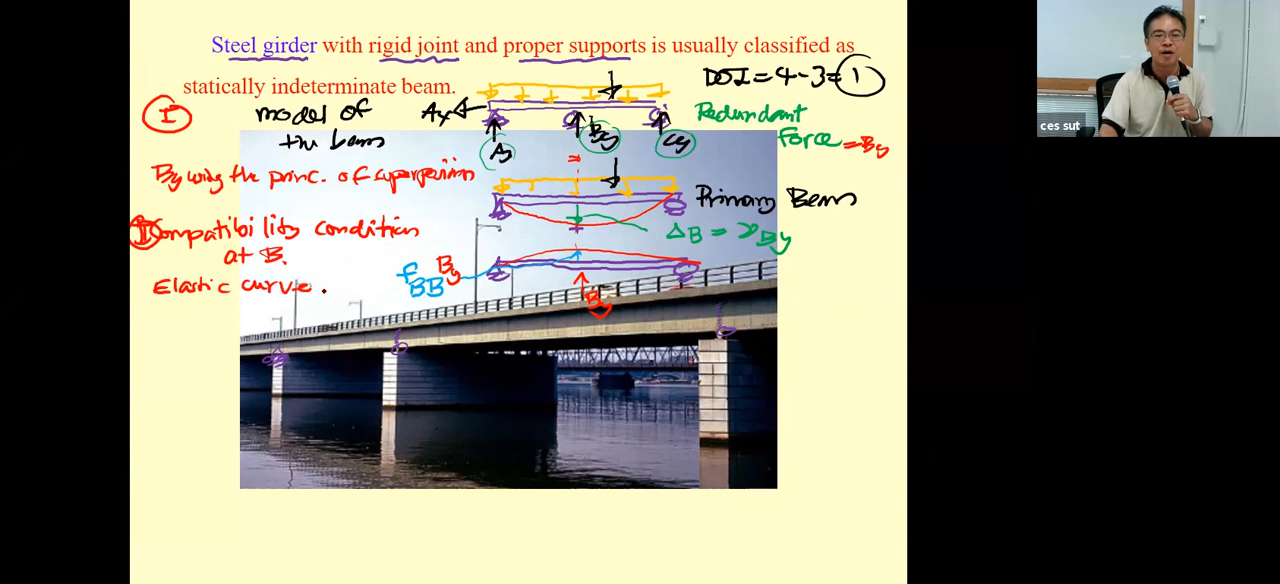 Steel girder with rigid joint and proper supports is usually classified as
statically indeterminate beam.
DOI = 4 - 3 = 1
I
model of
the beam
Ax
Ay
By
Cy
Redundant
Force = By
By using the princ. of superposition
Primary Beam
II
Compatibility condition
at B.
ΔB =
Elastic curve.
fBB By
By
ces sut